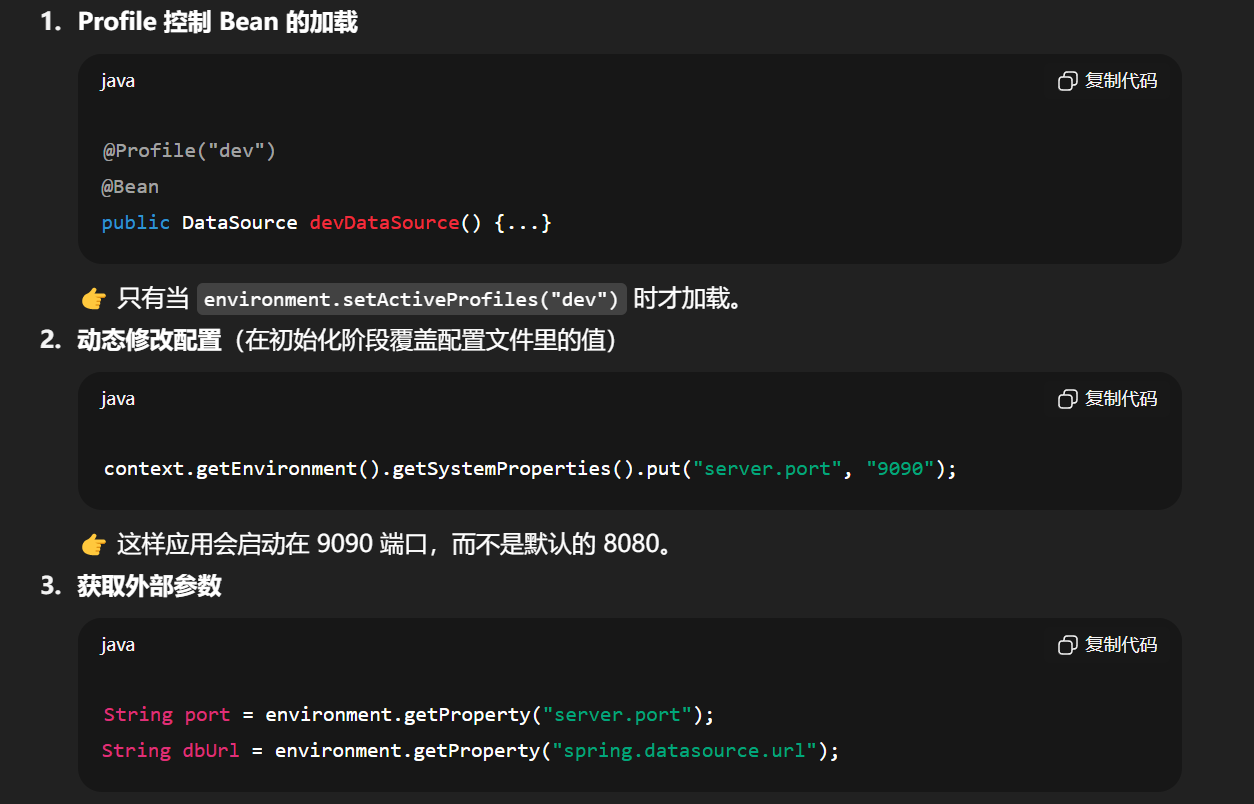 1. Profile 控制 Bean 的加载
java 复制代码
@Profile("dev")
@Bean
public DataSource devDataSource() {...}
👉 只有当 environment.setActiveProfiles("dev") 时才加载。
2. 动态修改配置（在初始化阶段覆盖配置文件里的值）
java 复制代码
context.getEnvironment().getSystemProperties().put("server.port", "9090");
👉 这样应用会启动在 9090 端口，而不是默认的 8080。
3. 获取外部参数
java 复制代码
String port = environment.getProperty("server.port");
String dbUrl = environment.getProperty("spring.datasource.url");